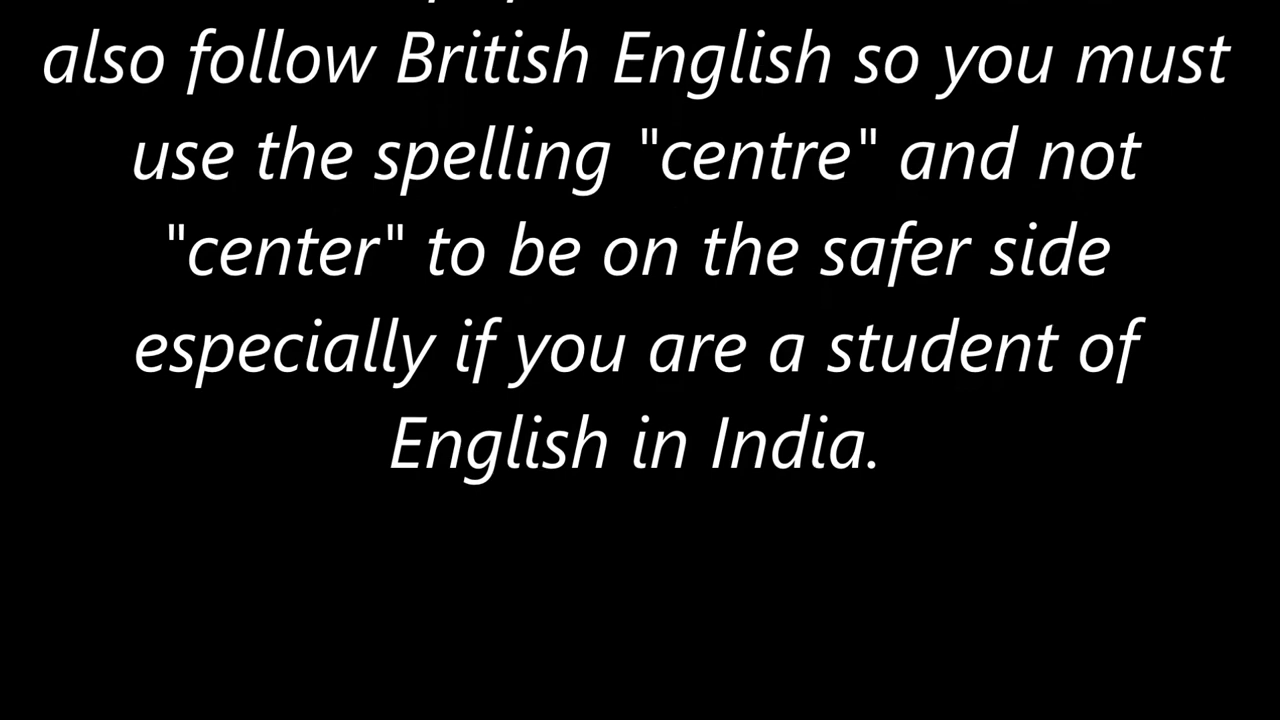 also follow British English so you must
use the spelling "centre" and not
"center" to be on the safer side
especially if you are a student of
English in India.